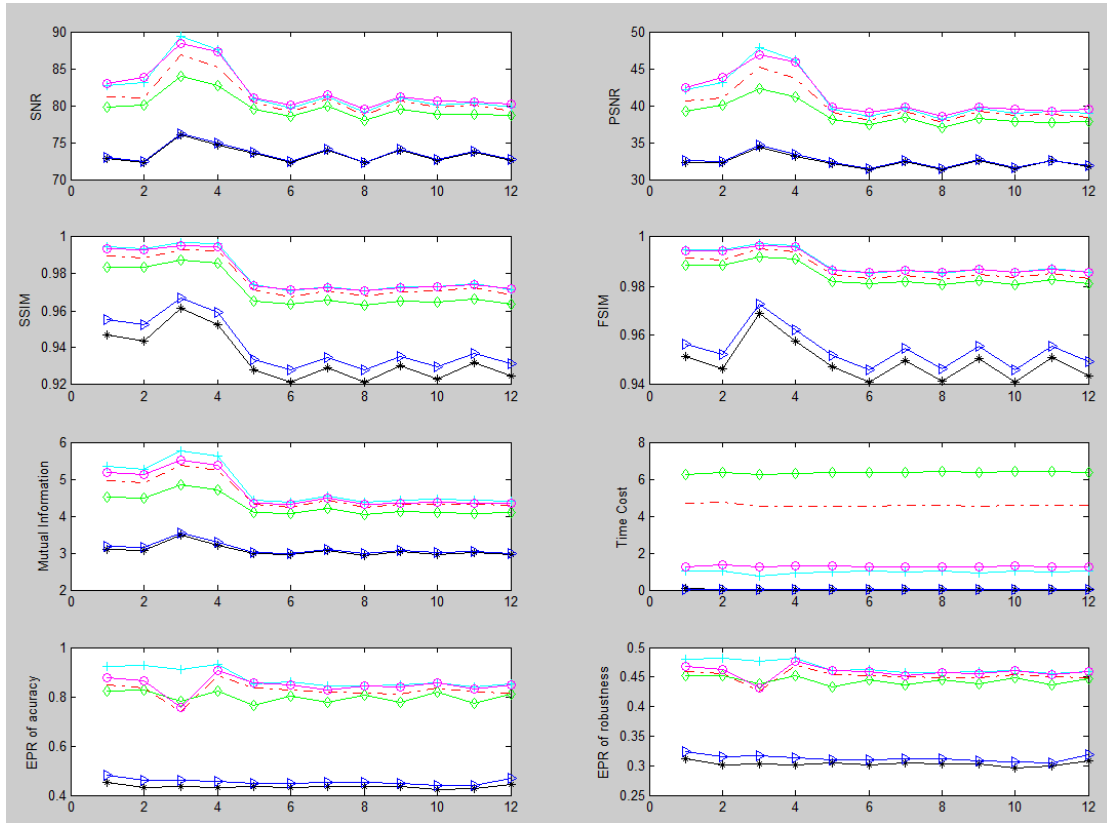 90
85
80
75
70
SNR
0 2 4 6 8 10 12
50
45
40
35
30
PSNR
0 2 4 6 8 10 12
1
0.98
0.96
0.94
0.92
SSIM
0 2 4 6 8 10 12
1
0.98
0.96
0.94
FSIM
0 2 4 6 8 10 12
6
5
4
3
2
Mutual Information
0 2 4 6 8 10 12
8
6
4
2
0
Time Cost
0 2 4 6 8 10 12
1
0.8
0.6
0.4
EPR of acuracy
0 2 4 6 8 10 12
0.5
0.45
0.4
0.35
0.3
0.25
EPR of robustness
0 2 4 6 8 10 12